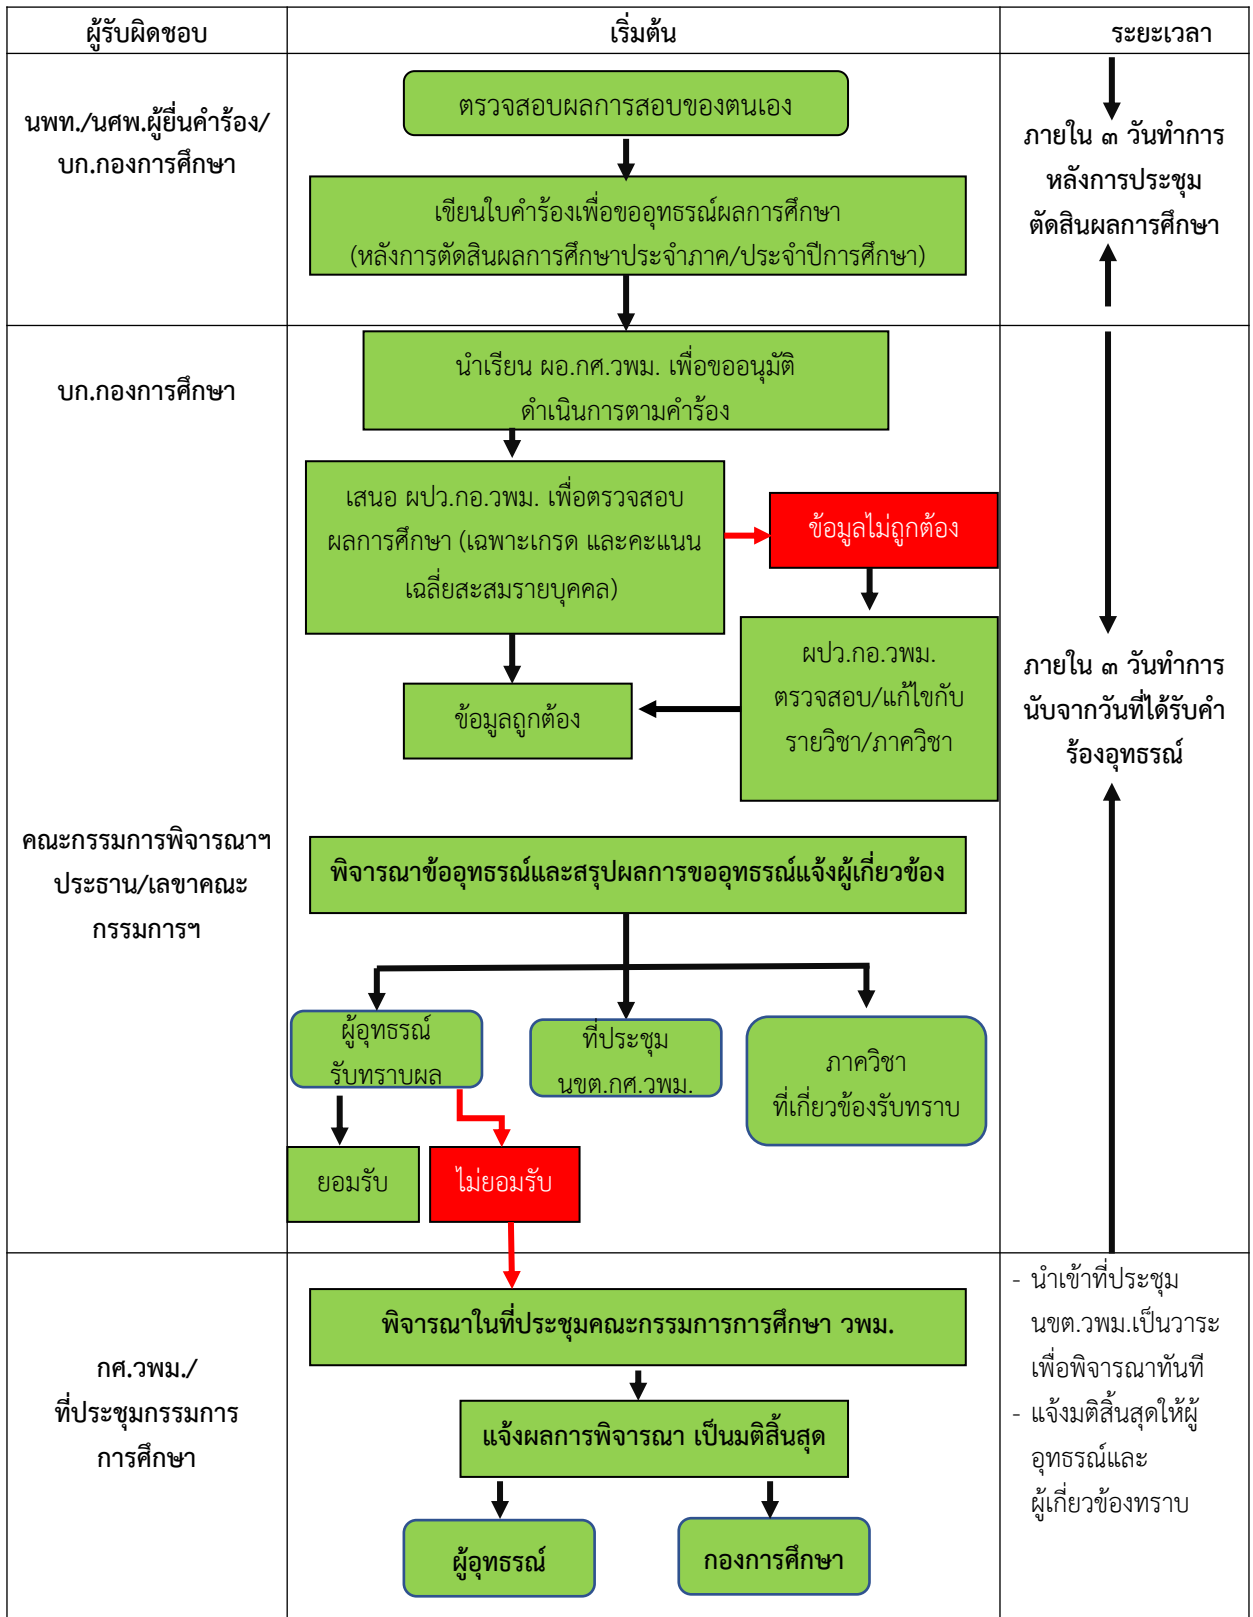 ผู้รับผิดชอบ
เริ่มต้น
ระยะเวลา
นพท./นศพ.ผู้ยื่นคำร้อง/
บก.กองการศึกษา
ตรวจสอบผลการสอบของตนเอง
เขียนใบคำร้องเพื่อขออุทธรณ์ผลการศึกษา
(หลังการตัดสินผลการศึกษาประจำภาค/ประจำปีการศึกษา)
ภายใน ๓ วันทำการ
หลังการประชุม
ตัดสินผลการศึกษา
บก.กองการศึกษา
นำเรียน ผอ.กศ.วพม. เพื่อขออนุมัติ
ดำเนินการตามคำร้อง
เสนอ ผปว.กอ.วพม. เพื่อตรวจสอบ
ผลการศึกษา (เฉพาะเกรด และคะแนน
เฉลี่ยสะสมรายบุคคล)
ข้อมูลไม่ถูกต้อง
ผปว.กอ.วพม.
ตรวจสอบ/แก้ไขกับ
รายวิชา/ภาควิชา
ข้อมูลถูกต้อง
ภายใน ๓ วันทำการ
นับจากวันที่ได้รับคำ
ร้องอุทธรณ์
คณะกรรมการพิจารณาฯ
ประธาน/เลขาคณะ
กรรมการฯ
พิจารณาข้ออุทธรณ์และสรุปผลการขออุทธรณ์แจ้งผู้เกี่ยวข้อง
ผู้อุทธรณ์
รับทราบผล
ที่ประชุม
นขต.กศ.วพม.
ภาควิชา
ที่เกี่ยวข้องรับทราบ
ยอมรับ
ไม่ยอมรับ
กศ.วพม./
ที่ประชุมกรรมการ
การศึกษา
พิจารณาในที่ประชุมคณะกรรมการการศึกษา วพม.
แจ้งผลการพิจารณา เป็นมติสิ้นสุด
ผู้อุทธรณ์
กองการศึกษา
- นำเข้าที่ประชุม
นขต.วพม.เป็นวาระ
เพื่อพิจารณาทันที
- แจ้งมติสิ้นสุดให้ผู้
อุทธรณ์และ
ผู้เกี่ยวข้องทราบ